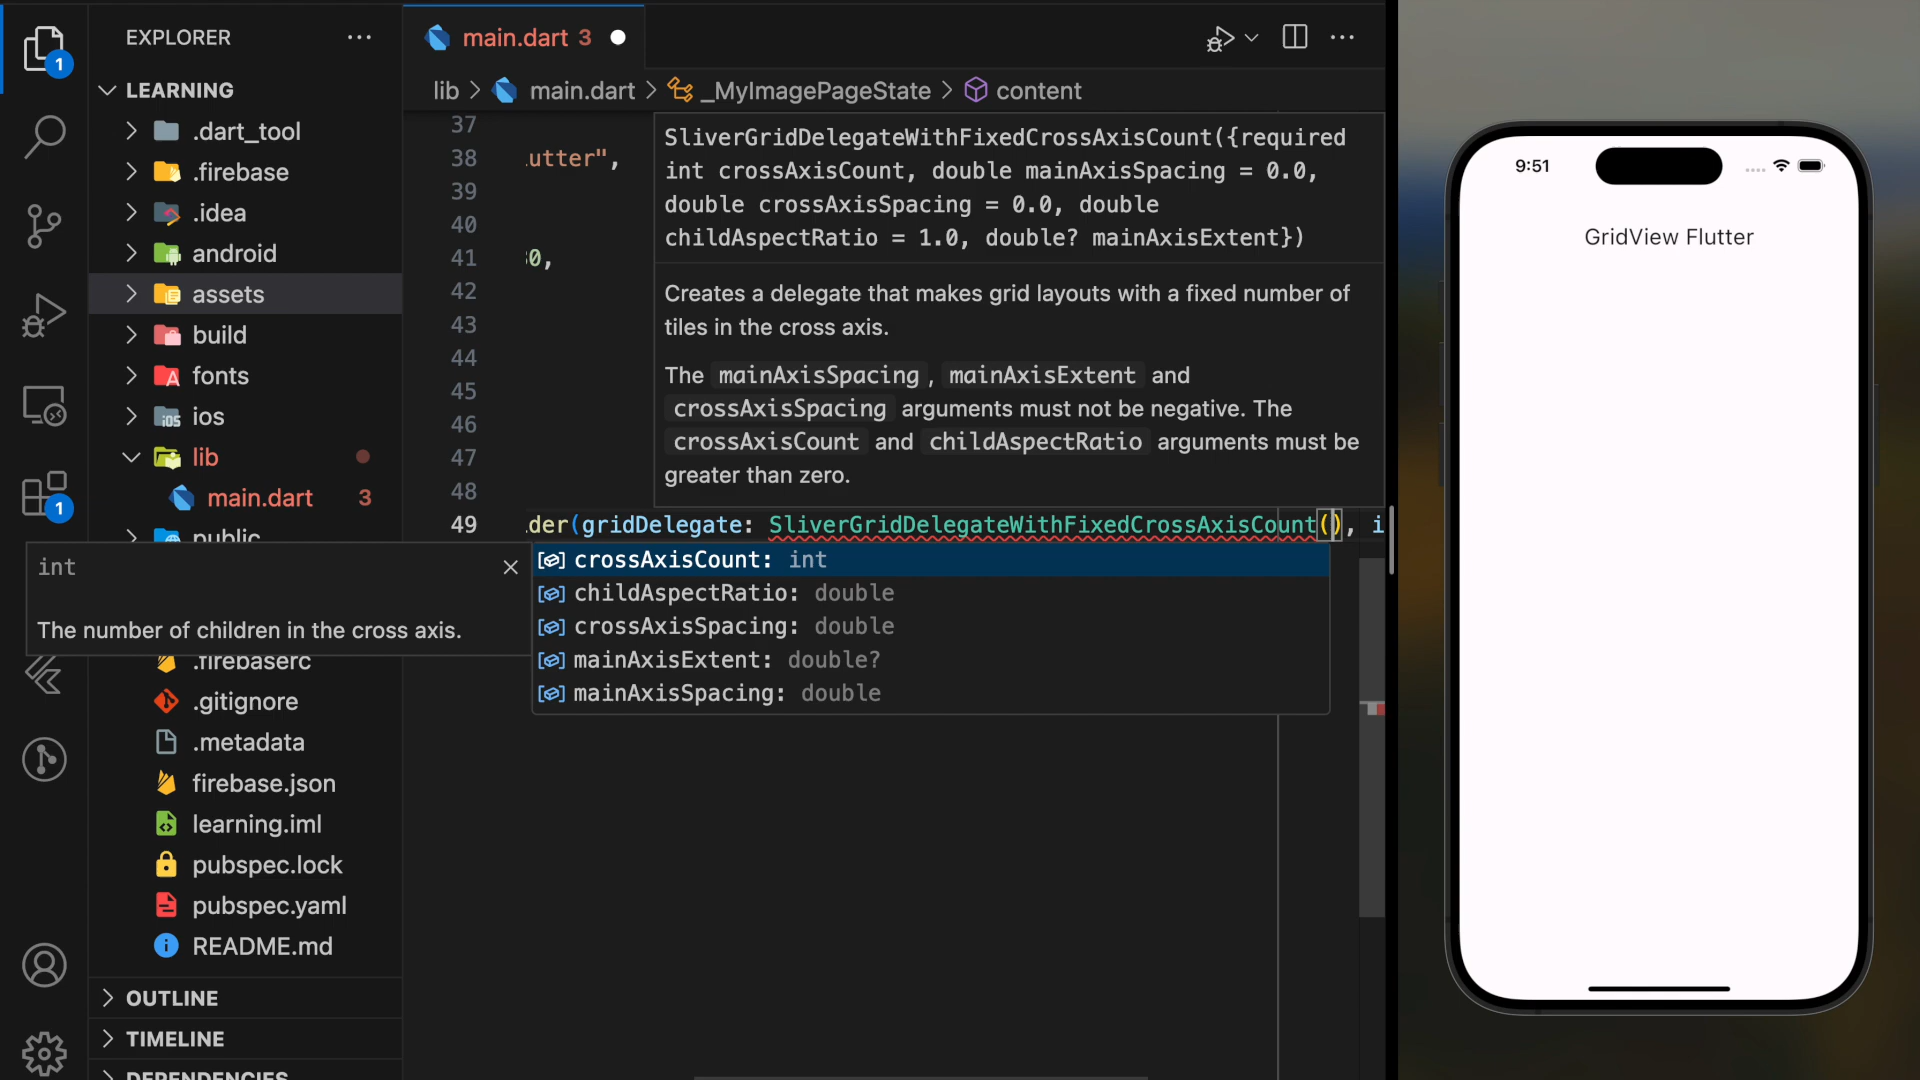 EXPLORER
LEARNING
.dart_tool
.firebase
.idea
android
assets
build
fonts
ios
lib
main.dart 3
public
.firebaserc
.gitignore
.metadata
firebase.json
learning.iml
pubspec.lock
pubspec.yaml
README.md
OUTLINE
TIMELINE
DEPENDENCIES
1
1
main.dart 3
lib > main.dart > _MyImagePageState > content
37
38 utter",
39
40
41 0,
42
43
44
45
46
47
48
49 der(gridDelegate: SliverGridDelegateWithFixedCrossAxisCount(), i
SliverGridDelegateWithFixedCrossAxisCount({required
int crossAxisCount, double mainAxisSpacing = 0.0,
double crossAxisSpacing = 0.0, double
childAspectRatio = 1.0, double? mainAxisExtent})
Creates a delegate that makes grid layouts with a fixed number of
tiles in the cross axis.
The mainAxisSpacing, mainAxisExtent and
crossAxisSpacing arguments must not be negative. The
crossAxisCount and childAspectRatio arguments must be
greater than zero.
int
The number of children in the cross axis.
crossAxisCount: int
childAspectRatio: double
crossAxisSpacing: double
mainAxisExtent: double?
mainAxisSpacing: double
9:51
GridView Flutter